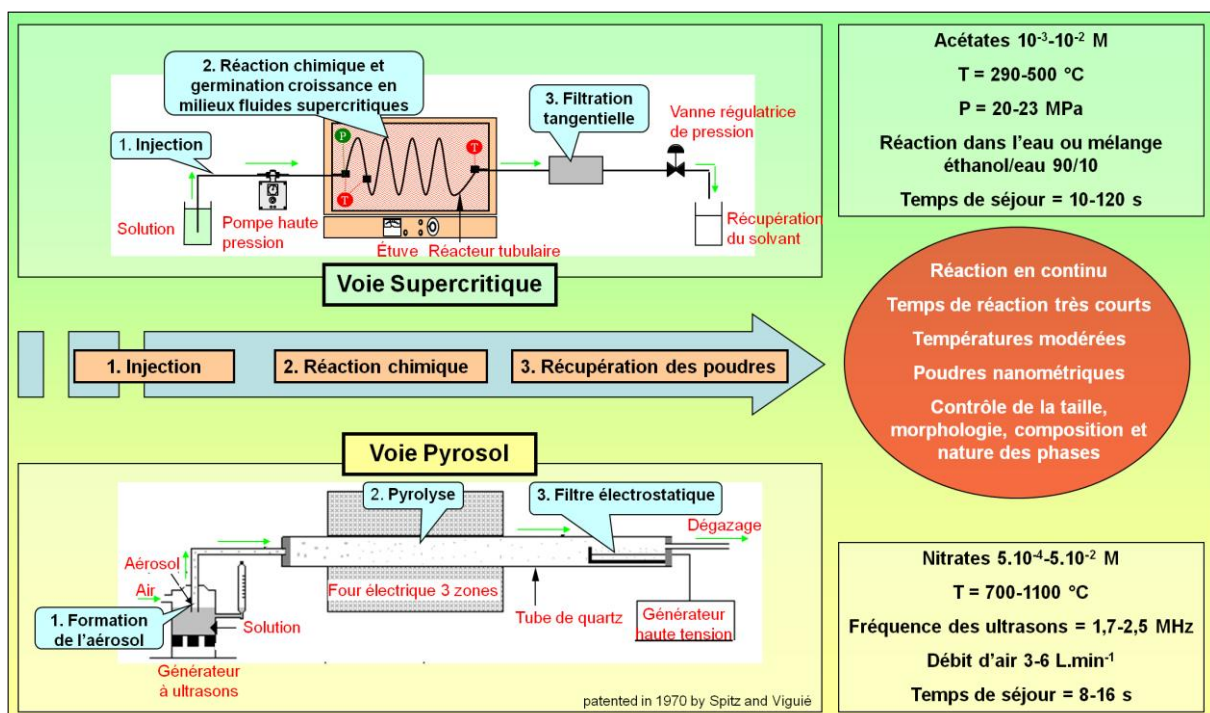 2. Réaction chimique et
germination croissance en
milieux fluides supercritiques
1. Injection
3. Filtration
tangentielle
Vanne régulatrice
de pression
P
T
T
Solution
Pompe haute
pression
Étuve
Réacteur tubulaire
Récupération
du solvant
Voie Supercritique
Acétates 10⁻³-10⁻² M
T = 290-500 °C
P = 20-23 MPa
Réaction dans l'eau ou mélange
éthanol/eau 90/10
Temps de séjour = 10-120 s
1. Injection
2. Réaction chimique
3. Récupération des poudres
Réaction en continu
Temps de réaction très courts
Températures modérées
Poudres nanométriques
Contrôle de la taille,
morphologie, composition et
nature des phases
Voie Pyrosol
2. Pyrolyse
3. Filtre électrostatique
Dégazage
Aérosol
Air
1. Formation
de l'aérosol
Solution
Générateur
à ultrasons
Four électrique 3 zones
Tube de quartz
Générateur
haute tension
patented in 1970 by Spitz and Viguié
Nitrates 5.10⁻⁴-5.10⁻² M
T = 700-1100 °C
Fréquence des ultrasons = 1,7-2,5 MHz
Débit d'air 3-6 L.min⁻¹
Temps de séjour = 8-16 s